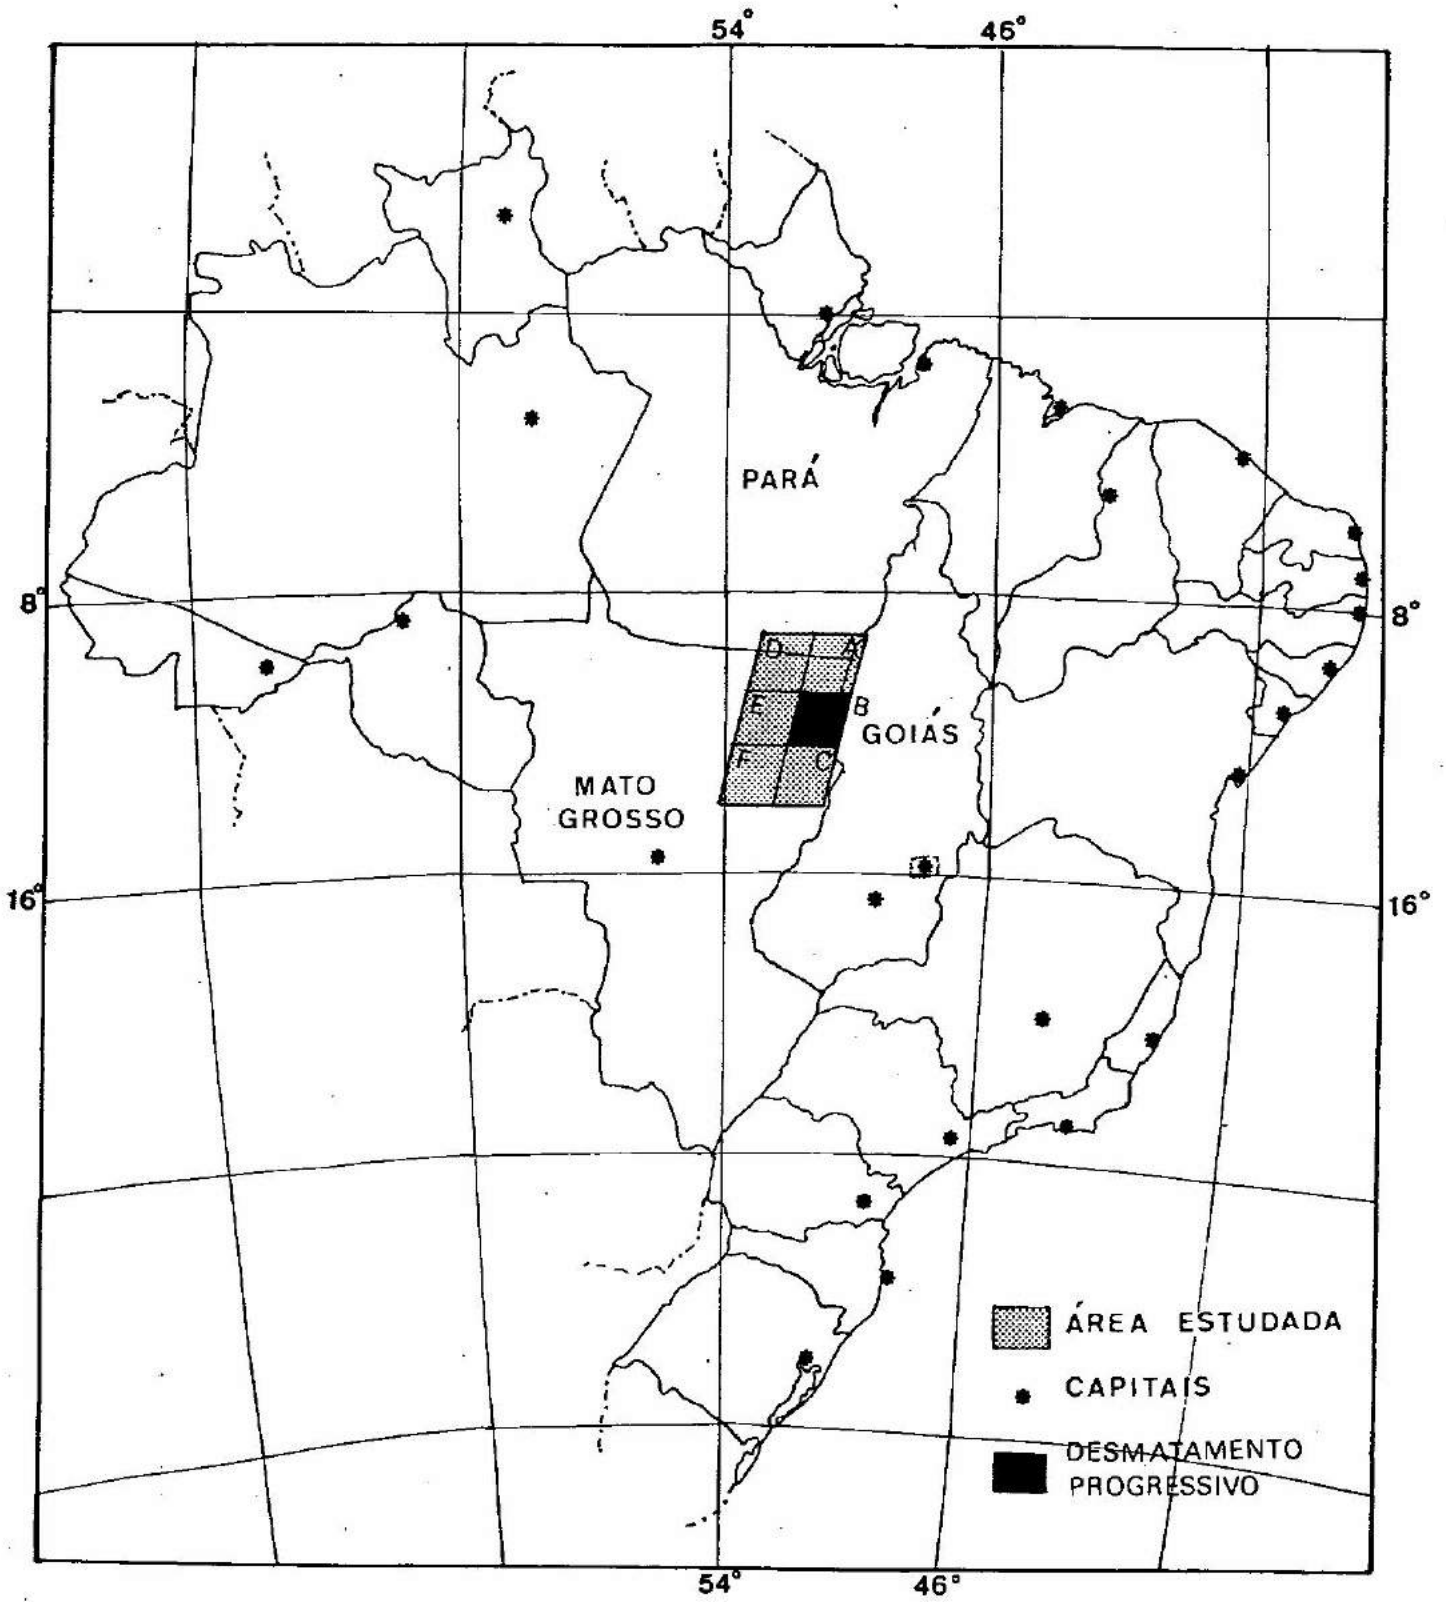 54° 46°
PARÁ
8° 8°
D A
E B
GOIÁS
F C
MATO
GROSSO
16° 16°
ÁREA ESTUDADA
CAPITAIS
DESMATAMENTO
PROGRESSIVO
54° 46°